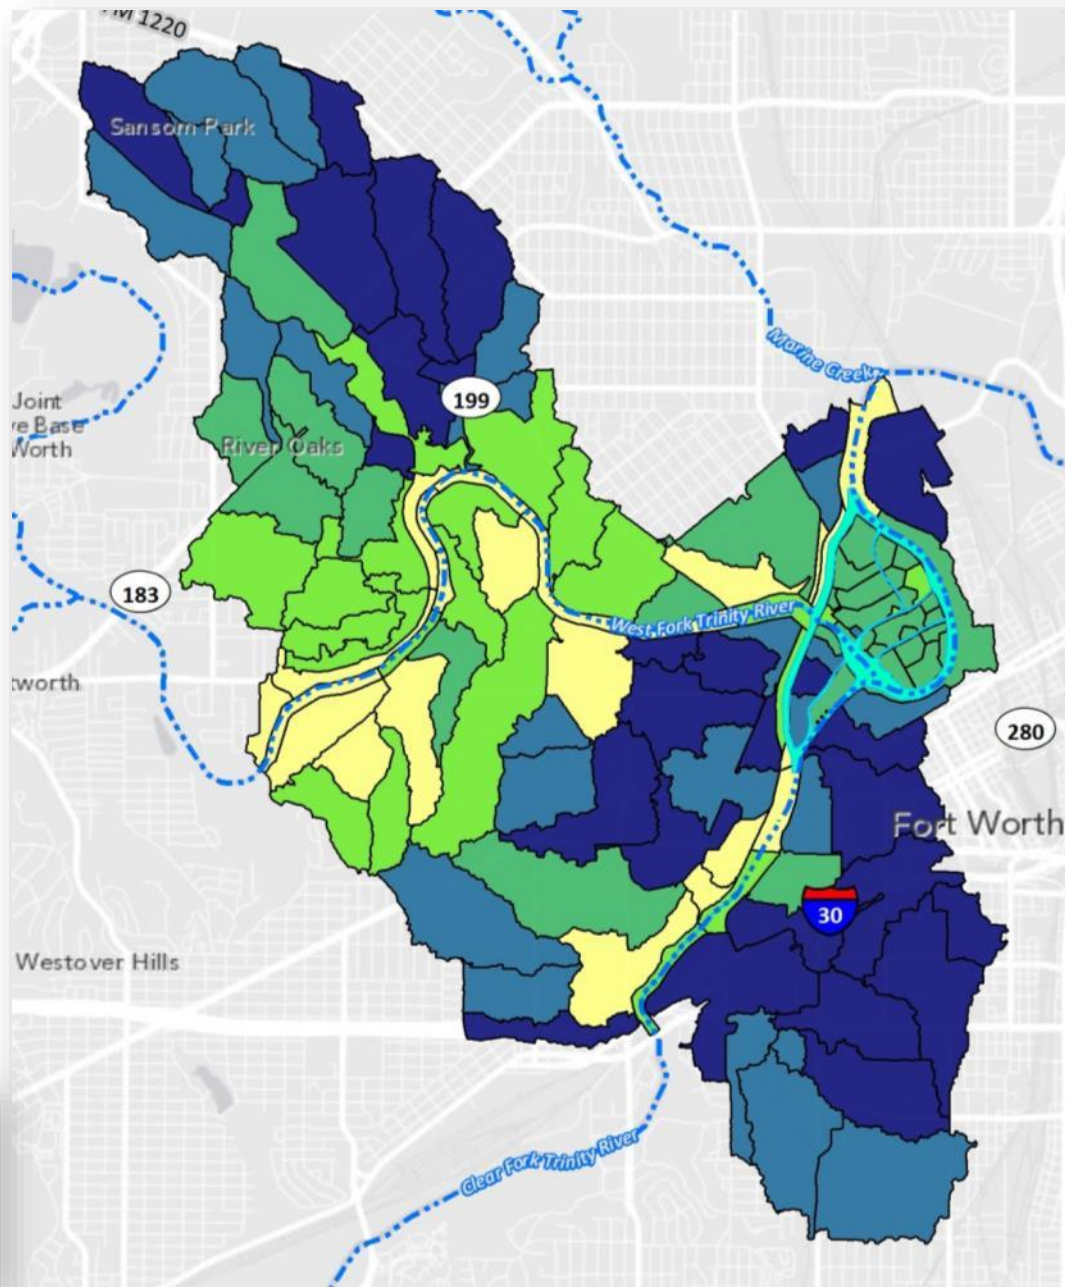 FM 1220
Sansom Park
Marine Creek
199
Joint
ve Base
Worth
River Oaks
183
West Fork Trinity River
tworth
280
Fort Worth
30
Westover Hills
Clear Fork Trinity River